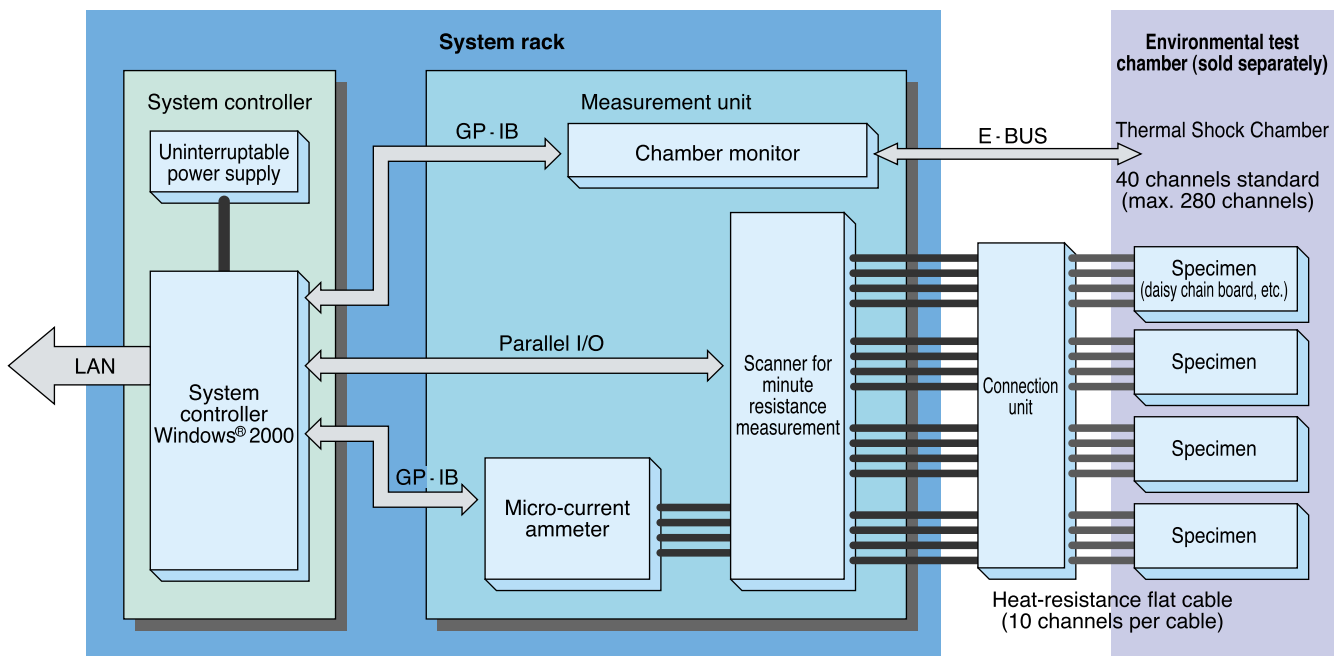 System rack
Environmental test
chamber (sold separately)
System controller
Measurement unit
Uninterruptable
power supply
GP - IB
Chamber monitor
E - BUS
Thermal Shock Chamber
40 channels standard
(max. 280 channels)
Specimen
(daisy chain board, etc.)
Parallel I/O
LAN
System
controller
Windows® 2000
Scanner for
minute
resistance
measurement
Connection
unit
Specimen
Specimen
GP - IB
Micro-current
ammeter
Specimen
Heat-resistance flat cable
(10 channels per cable)